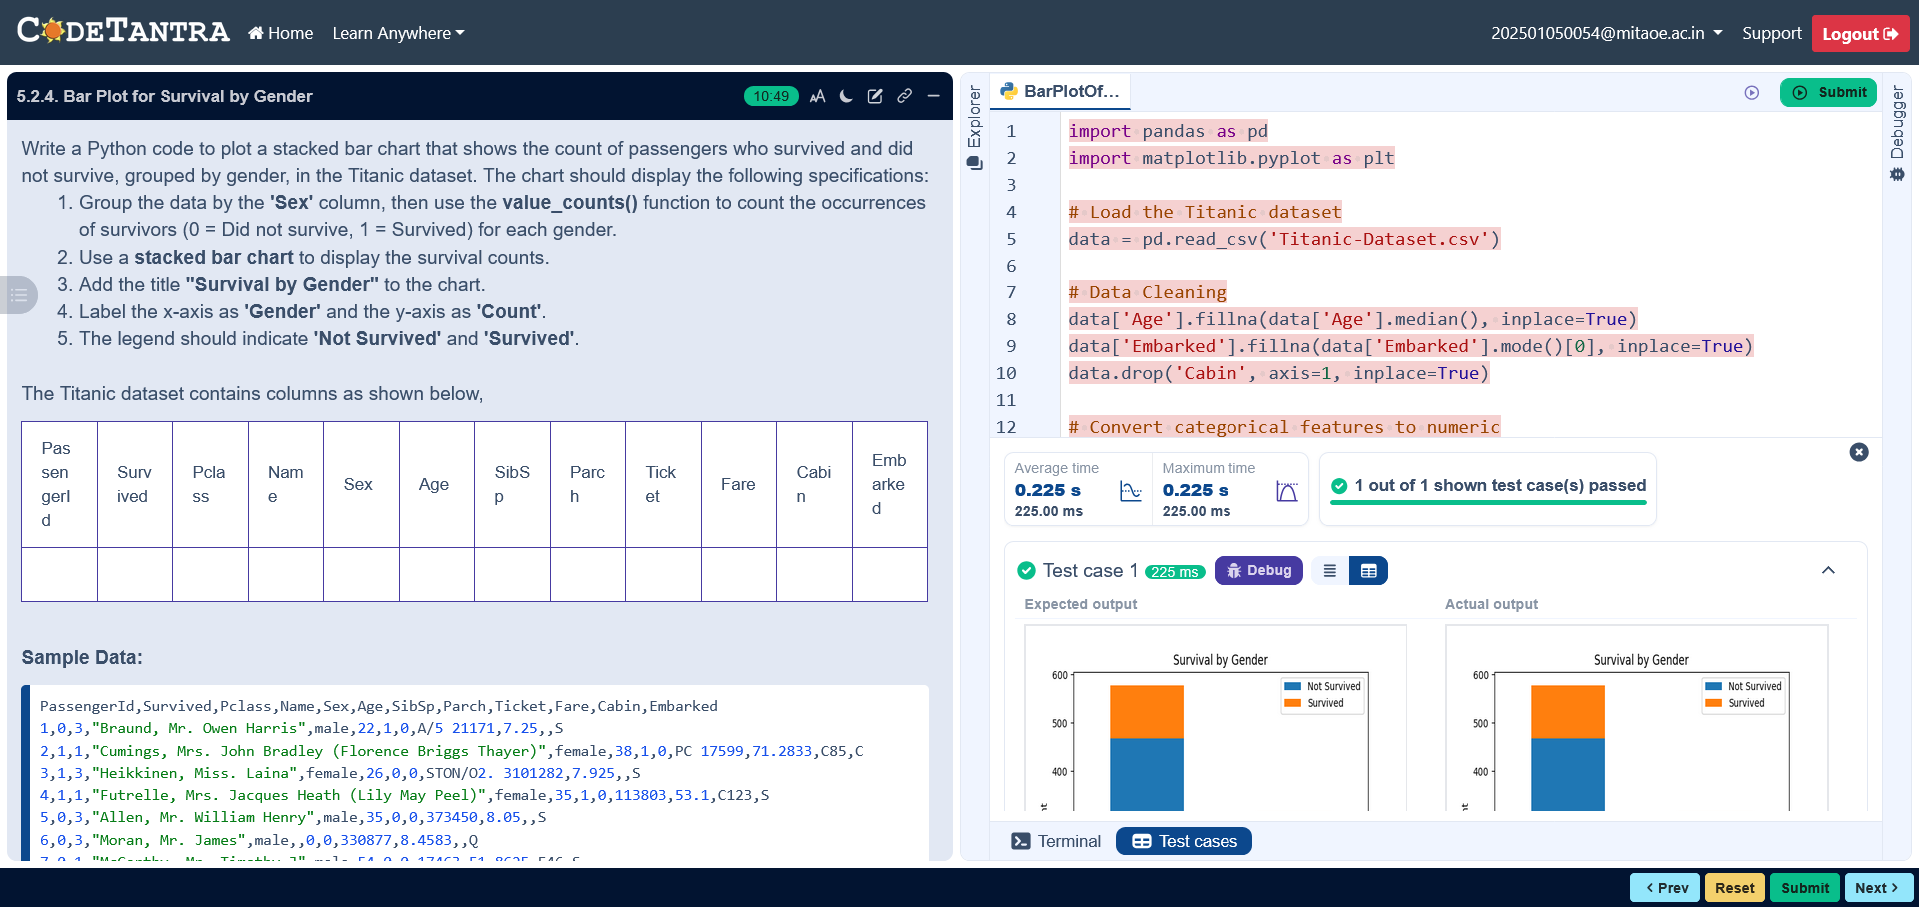 CODETANTRA Home Learn Anywhere 202501050054@mitaoe.ac.in Support Logout
5.2.4. Bar Plot for Survival by Gender 10:49
Write a Python code to plot a stacked bar chart that shows the count of passengers who survived and did
not survive, grouped by gender, in the Titanic dataset. The chart should display the following specifications:
1. Group the data by the 'Sex' column, then use the value_counts() function to count the occurrences
of survivors (0 = Did not survive, 1 = Survived) for each gender.
2. Use a stacked bar chart to display the survival counts.
3. Add the title "Survival by Gender" to the chart.
4. Label the x-axis as 'Gender' and the y-axis as 'Count'.
5. The legend should indicate 'Not Survived' and 'Survived'.
The Titanic dataset contains columns as shown below,
Pas
sen
gerI
d
Surv
ived
Pcla
ss
Nam
e
Sex
Age
SibS
p
Parc
h
Tick
et
Fare
Cabi
n
Emb
arke
d
Sample Data:
PassengerId,Survived,Pclass,Name,Sex,Age,SibSp,Parch,Ticket,Fare,Cabin,Embarked
1,0,3,"Braund, Mr. Owen Harris",male,22,1,0,A/5 21171,7.25,,S
2,1,1,"Cumings, Mrs. John Bradley (Florence Briggs Thayer)",female,38,1,0,PC 17599,71.2833,C85,C
3,1,3,"Heikkinen, Miss. Laina",female,26,0,0,STON/O2. 3101282,7.925,,S
4,1,1,"Futrelle, Mrs. Jacques Heath (Lily May Peel)",female,35,1,0,113803,53.1,C123,S
5,0,3,"Allen, Mr. William Henry",male,35,0,0,373450,8.05,,S
6,0,3,"Moran, Mr. James",male,,0,0,330877,8.4583,,Q
7,0,1,"McCarthy, Mr. Timothy J",male,54,0,0,17463,51.8625,E46,S
Explorer
BarPlotOf...
Submit
Debugger
1 import pandas as pd
2 import matplotlib.pyplot as plt
3
4 # Load the Titanic dataset
5 data = pd.read_csv('Titanic-Dataset.csv')
6
7 # Data Cleaning
8 data['Age'].fillna(data['Age'].median(), inplace=True)
9 data['Embarked'].fillna(data['Embarked'].mode()[0], inplace=True)
10 data.drop('Cabin', axis=1, inplace=True)
11
12 # Convert categorical features to numeric
Average time
0.225 s
225.00 ms
Maximum time
0.225 s
225.00 ms
1 out of 1 shown test case(s) passed
Test case 1 225 ms Debug
Expected output
Survival by Gender
600
500
400
Not Survived
Survived
Actual output
Survival by Gender
600
500
400
Not Survived
Survived
Terminal Test cases
Prev Reset Submit Next